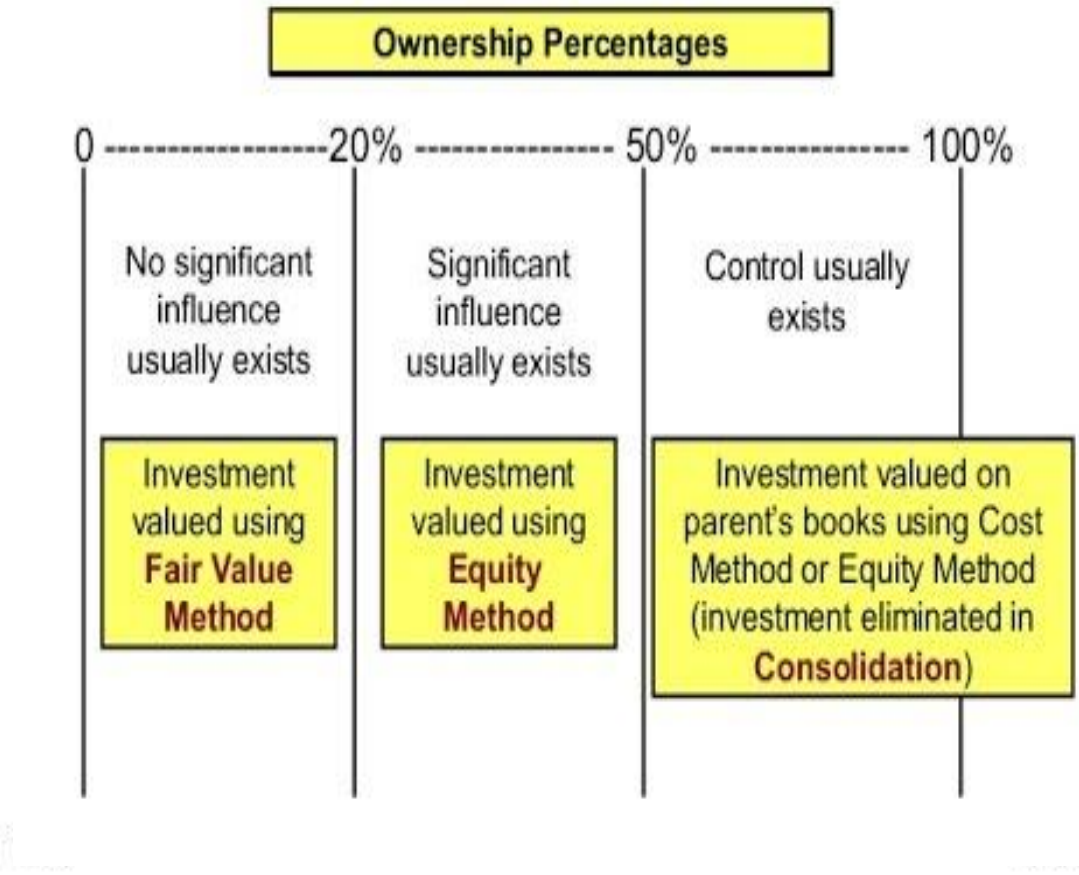 Ownership Percentages
0 ------------------20% ---------------- 50% ---------------- 100%
No significant
influence
usually exists
Significant
influence
usually exists
Control usually
exists
Investment
valued using
Fair Value
Method
Investment
valued using
Equity
Method
Investment valued on
parent's books using Cost
Method or Equity Method
(investment eliminated in
Consolidation)